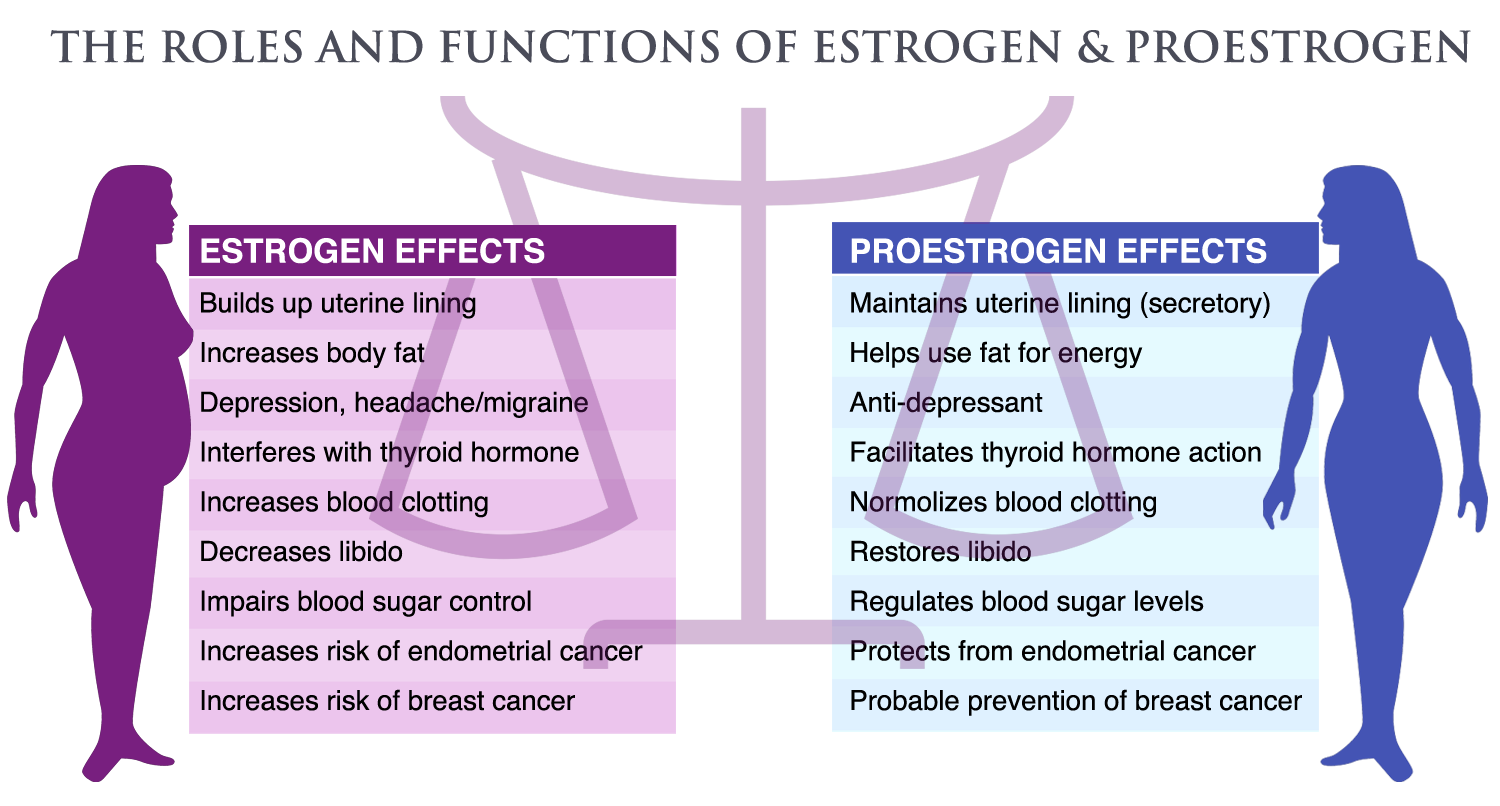 THE ROLES AND FUNCTIONS OF ESTROGEN & PROESTROGEN
ESTROGEN EFFECTS
Builds up uterine lining
Increases body fat
Depression, headache/migraine
Interferes with thyroid hormone
Increases blood clotting
Decreases libido
Impairs blood sugar control
Increases risk of endometrial cancer
Increases risk of breast cancer
PROESTROGEN EFFECTS
Maintains uterine lining (secretory)
Helps use fat for energy
Anti-depressant
Facilitates thyroid hormone action
Normolizes blood clotting
Restores libido
Regulates blood sugar levels
Protects from endometrial cancer
Probable prevention of breast cancer